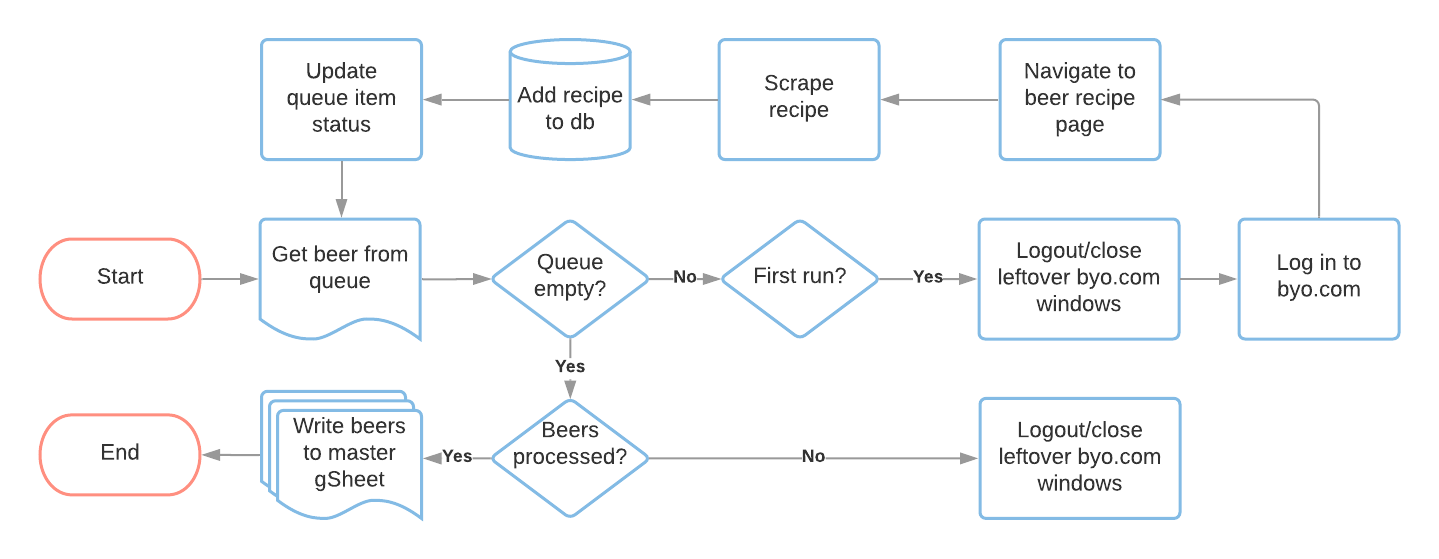 Update
queue item
status
Add recipe
to db
Scrape
recipe
Navigate to
beer recipe
page
Start
Get beer from
queue
Queue
empty?
No
First run?
Yes
Logout/close
leftover byo.com
windows
Log in to
byo.com
Yes
End
Write beers
to master
gSheet
Yes
Beers
processed?
No
Logout/close
leftover byo.com
windows